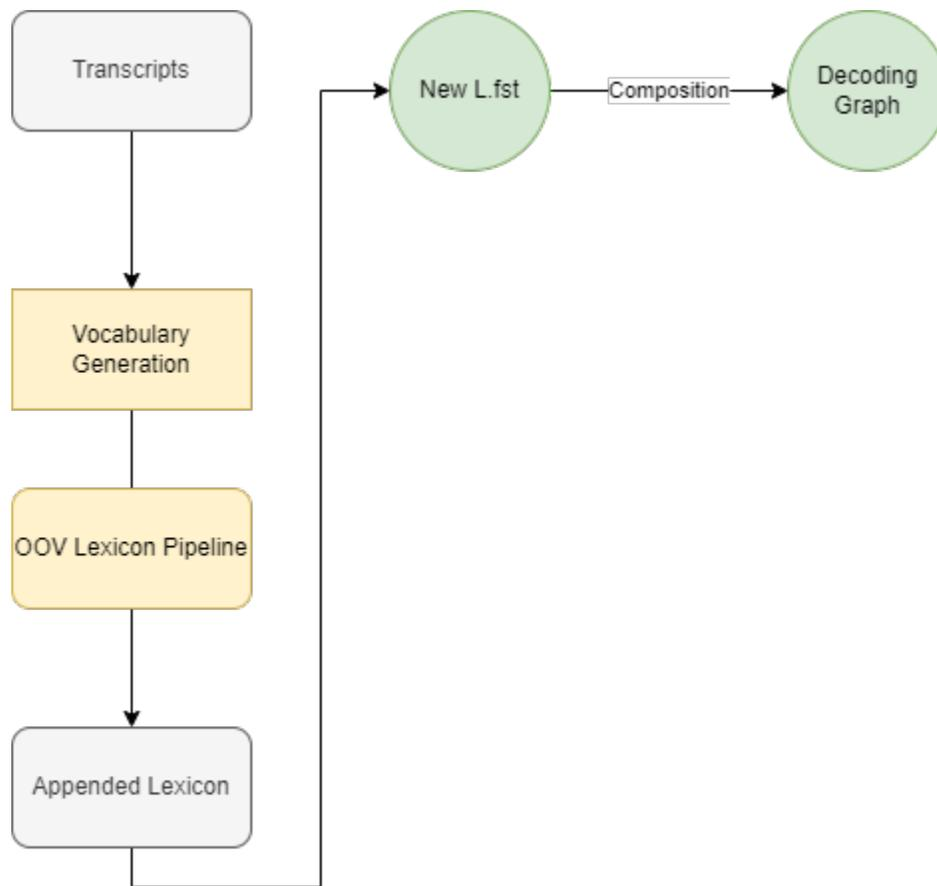 Transcripts
New L.fst
Composition
Decoding
Graph
Vocabulary
Generation
OOV Lexicon Pipeline
Appended Lexicon